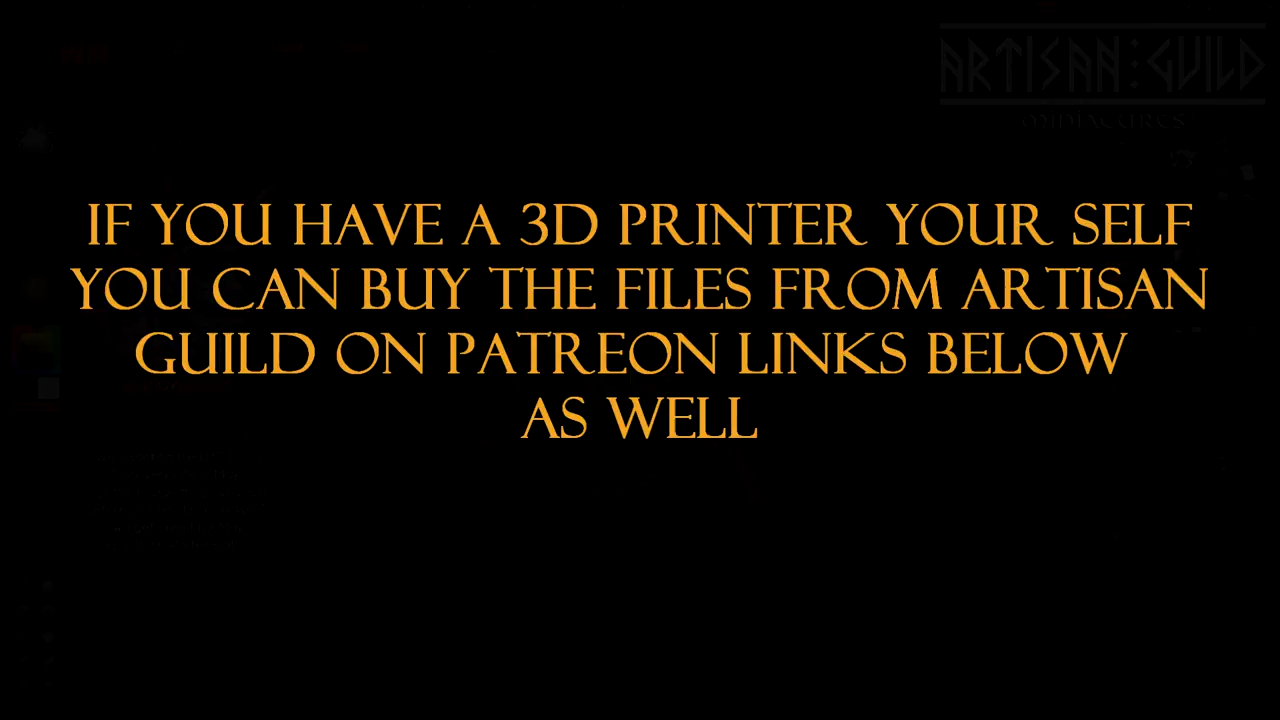 ARTISAN:GUILD
MINIATURES
IF YOU HAVE A 3D PRINTER YOUR SELF
YOU CAN BUY THE FILES FROM ARTISAN
GUILD ON PATREON LINKS BELOW
AS WELL